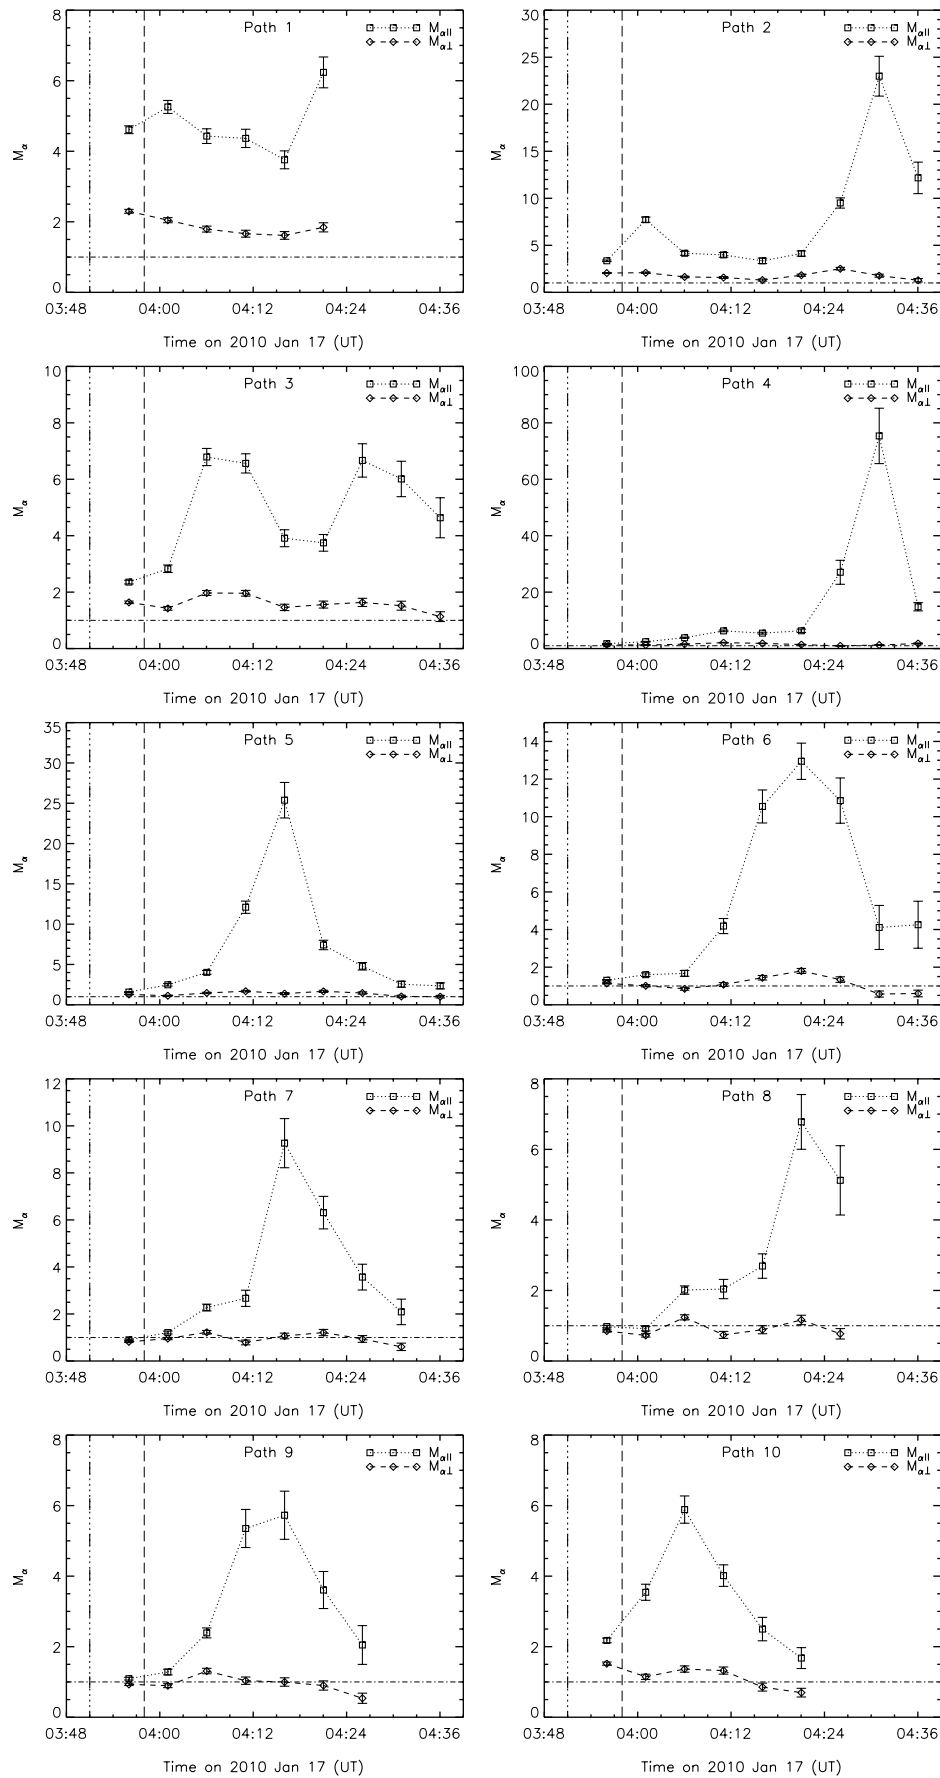 Path 1
M_α||
M_α⊥
8
6
4
2
0
M_α
03:48 04:00 04:12 04:24 04:36
Time on 2010 Jan 17 (UT)
Path 2
M_α||
M_α⊥
30
25
20
15
10
5
0
M_α
03:48 04:00 04:12 04:24 04:36
Time on 2010 Jan 17 (UT)
Path 3
M_α||
M_α⊥
10
8
6
4
2
0
M_α
03:48 04:00 04:12 04:24 04:36
Time on 2010 Jan 17 (UT)
Path 4
M_α||
M_α⊥
100
80
60
40
20
0
M_α
03:48 04:00 04:12 04:24 04:36
Time on 2010 Jan 17 (UT)
Path 5
M_α||
M_α⊥
35
30
25
20
15
10
5
0
M_α
03:48 04:00 04:12 04:24 04:36
Time on 2010 Jan 17 (UT)
Path 6
M_α||
M_α⊥
14
12
10
8
6
4
2
0
M_α
03:48 04:00 04:12 04:24 04:36
Time on 2010 Jan 17 (UT)
Path 7
M_α||
M_α⊥
12
10
8
6
4
2
0
M_α
03:48 04:00 04:12 04:24 04:36
Time on 2010 Jan 17 (UT)
Path 8
M_α||
M_α⊥
8
6
4
2
0
M_α
03:48 04:00 04:12 04:24 04:36
Time on 2010 Jan 17 (UT)
Path 9
M_α||
M_α⊥
8
6
4
2
0
M_α
03:48 04:00 04:12 04:24 04:36
Time on 2010 Jan 17 (UT)
Path 10
M_α||
M_α⊥
8
6
4
2
0
M_α
03:48 04:00 04:12 04:24 04:36
Time on 2010 Jan 17 (UT)